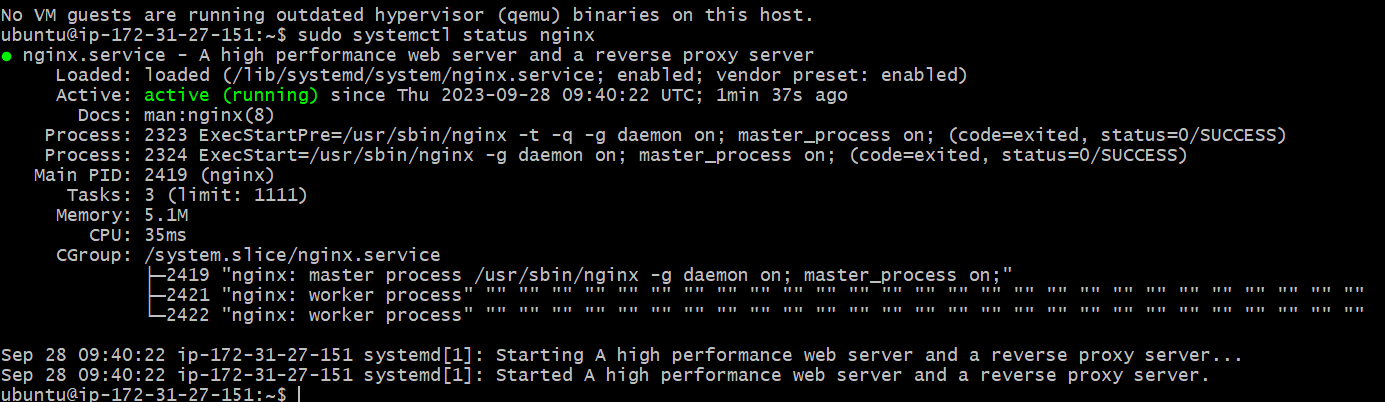 No VM guests are running outdated hypervisor (qemu) binaries on this host.
ubuntu@ip-172-31-27-151:~$ sudo systemctl status nginx
● nginx.service - A high performance web server and a reverse proxy server
     Loaded: loaded (/lib/systemd/system/nginx.service; enabled; vendor preset: enabled)
     Active: active (running) since Thu 2023-09-28 09:40:22 UTC; 1min 37s ago
       Docs: man:nginx(8)
    Process: 2323 ExecStartPre=/usr/sbin/nginx -t -q -g daemon on; master_process on; (code=exited, status=0/SUCCESS)
    Process: 2324 ExecStart=/usr/sbin/nginx -g daemon on; master_process on; (code=exited, status=0/SUCCESS)
   Main PID: 2419 (nginx)
      Tasks: 3 (limit: 1111)
     Memory: 5.1M
        CPU: 35ms
     CGroup: /system.slice/nginx.service
             ├─2419 "nginx: master process /usr/sbin/nginx -g daemon on; master_process on;"
             ├─2421 "nginx: worker process" "" "" "" "" "" "" "" "" "" "" "" "" "" "" "" "" "" "" "" "" "" "" "" "" "" "" ""
             └─2422 "nginx: worker process" "" "" "" "" "" "" "" "" "" "" "" "" "" "" "" "" "" "" "" "" "" "" "" "" "" "" ""
Sep 28 09:40:22 ip-172-31-27-151 systemd[1]: Starting A high performance web server and a reverse proxy server...
Sep 28 09:40:22 ip-172-31-27-151 systemd[1]: Started A high performance web server and a reverse proxy server.
ubuntu@ip-172-31-27-151:~$